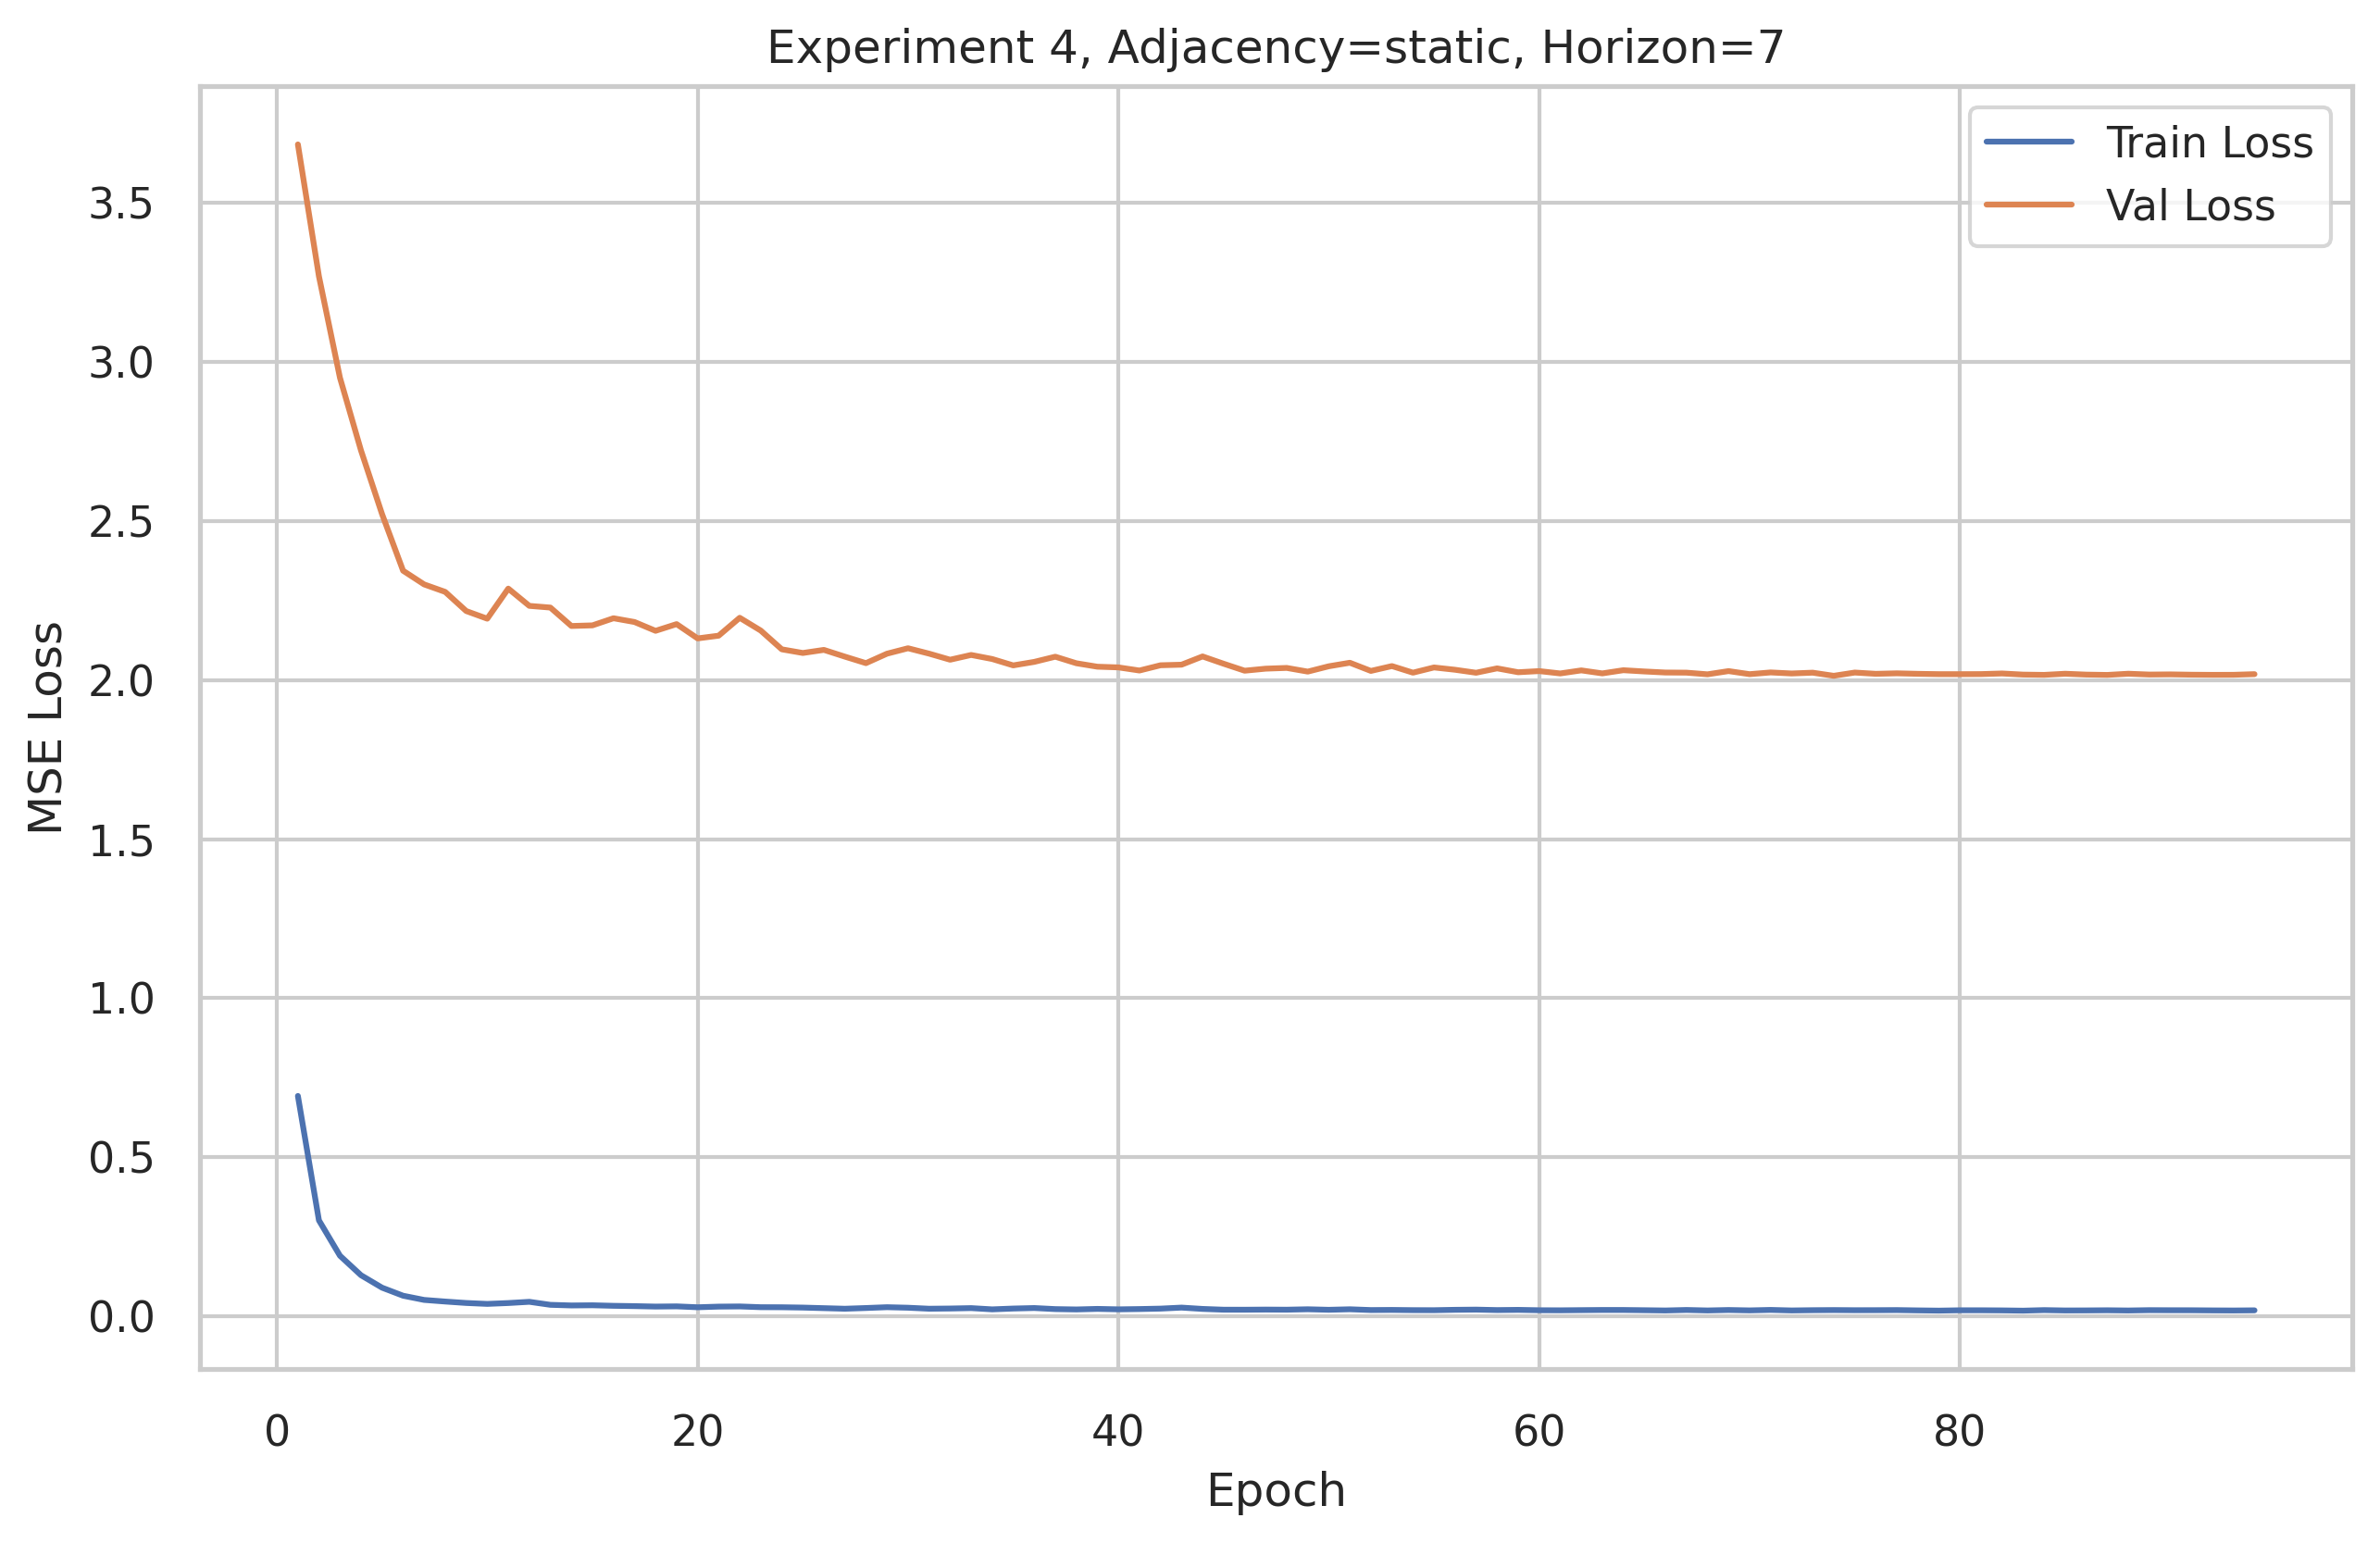 Experiment 4, Adjacency=static, Horizon=7
Train Loss
Val Loss
MSE Loss
3.5
3.0
2.5
2.0
1.5
1.0
0.5
0.0
0 20 40 60 80
Epoch